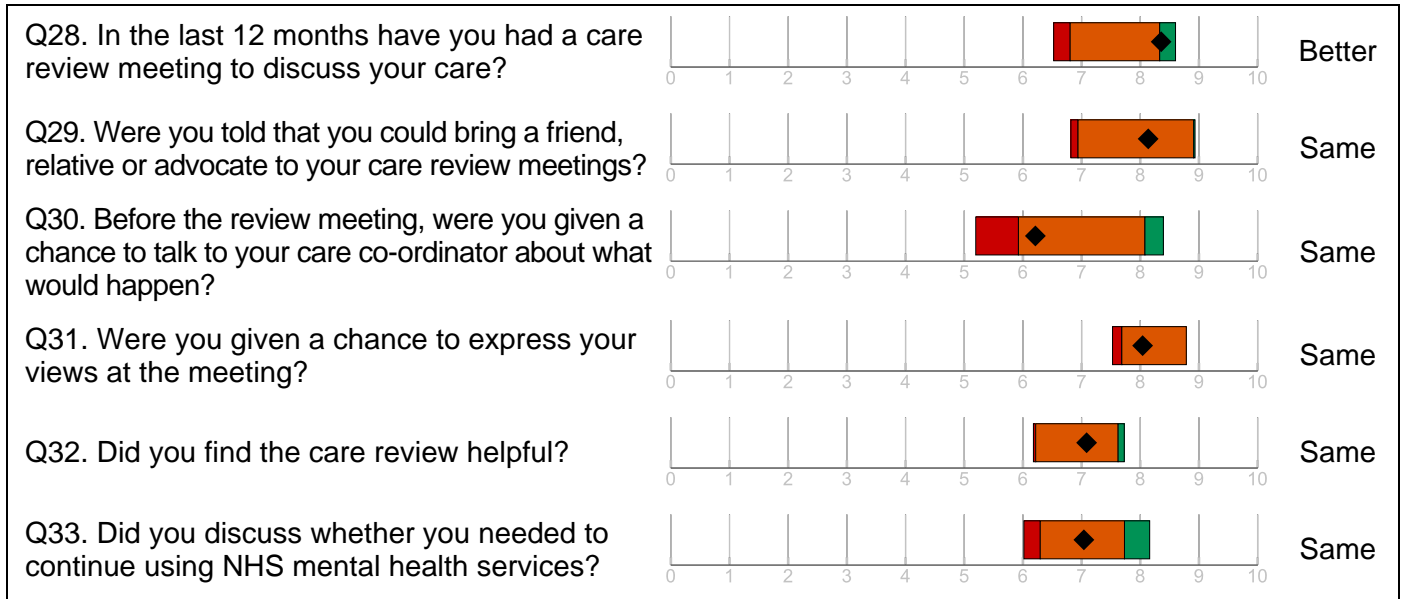 Q28. In the last 12 months have you had a care
review meeting to discuss your care?
0 1 2 3 4 5 6 7 8 9 10
Better
Q29. Were you told that you could bring a friend,
relative or advocate to your care review meetings?
0 1 2 3 4 5 6 7 8 9 10
Same
Q30. Before the review meeting, were you given a
chance to talk to your care co-ordinator about what
would happen?
0 1 2 3 4 5 6 7 8 9 10
Same
Q31. Were you given a chance to express your
views at the meeting?
0 1 2 3 4 5 6 7 8 9 10
Same
Q32. Did you find the care review helpful?
0 1 2 3 4 5 6 7 8 9 10
Same
Q33. Did you discuss whether you needed to
continue using NHS mental health services?
0 1 2 3 4 5 6 7 8 9 10
Same